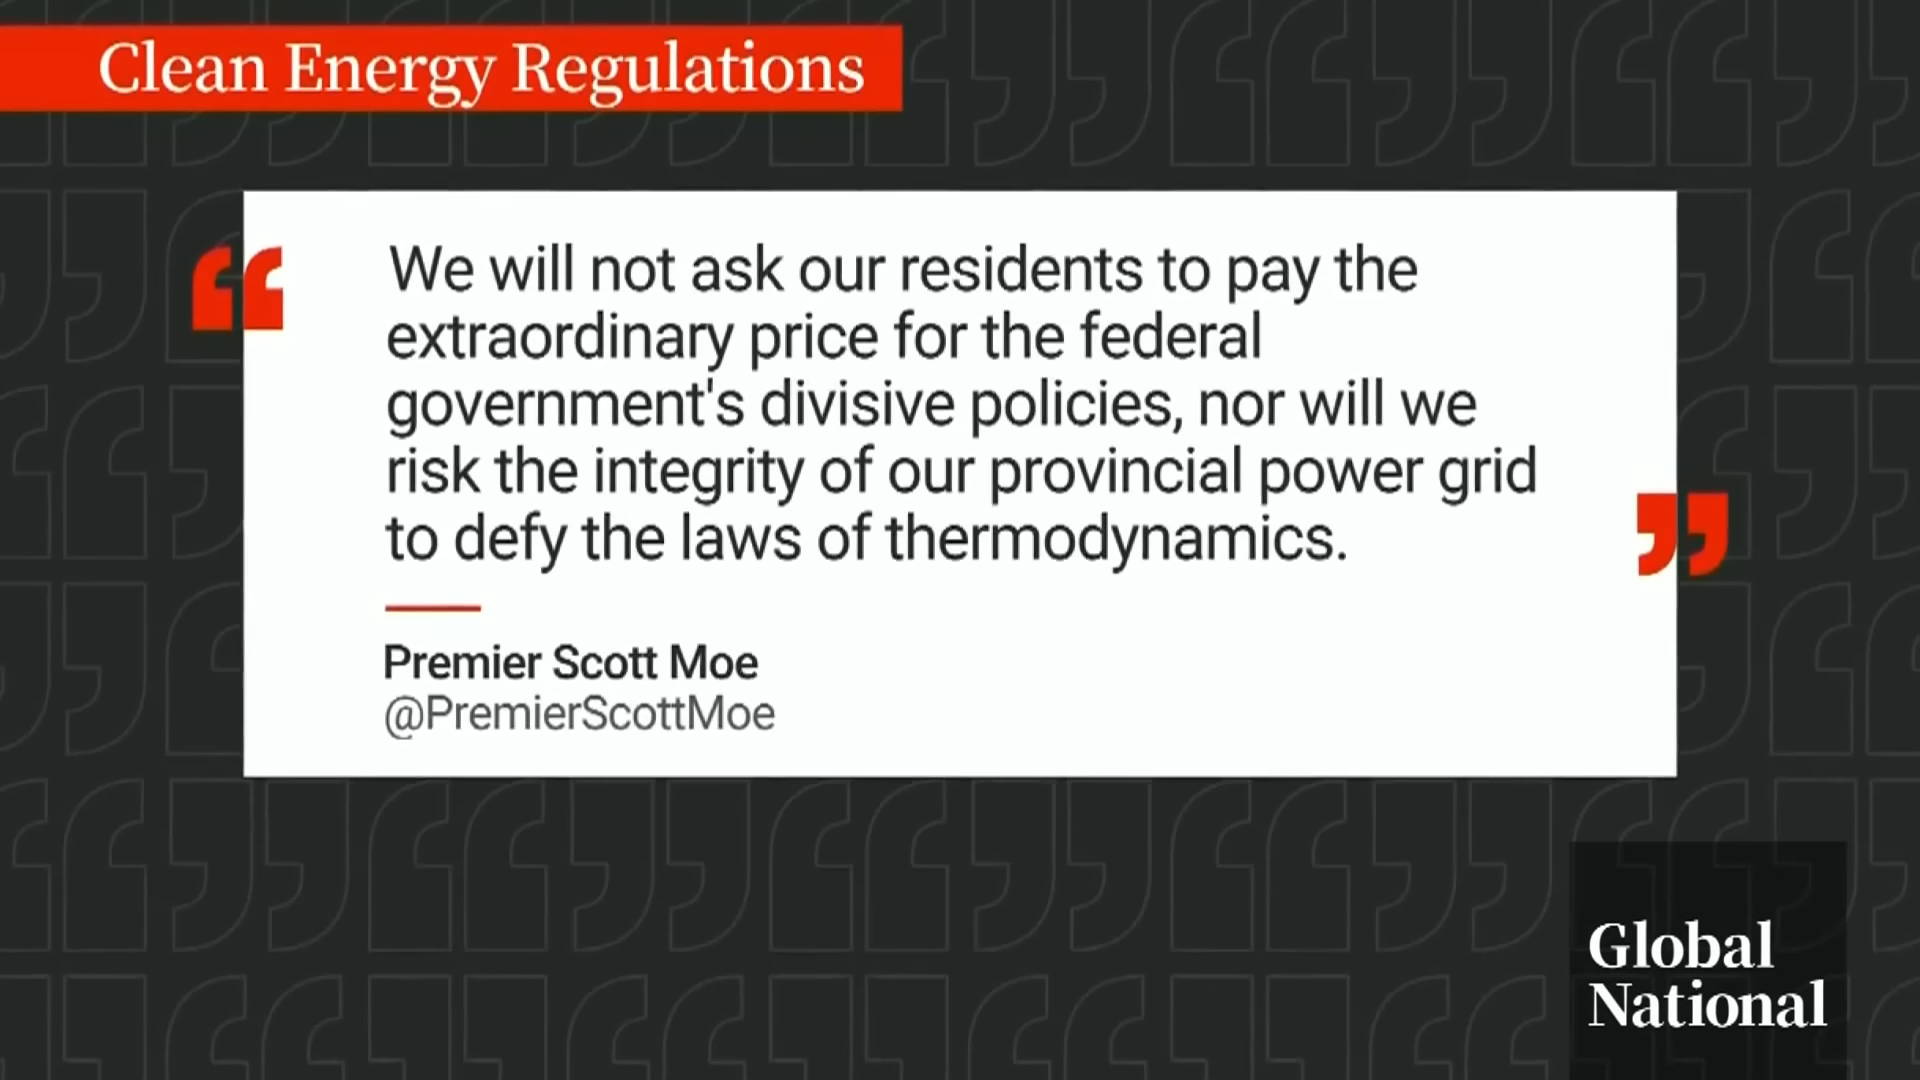 Clean Energy Regulations
“
We will not ask our residents to pay the
extraordinary price for the federal
government's divisive policies, nor will we
risk the integrity of our provincial power grid
to defy the laws of thermodynamics.
”
Premier Scott Moe
@PremierScottMoe
Global
National